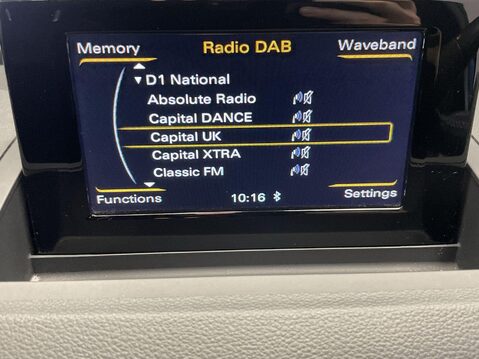 Memory Radio DAB Waveband
D1 National
Absolute Radio
Capital DANCE
Capital UK
Capital XTRA
Classic FM
Functions 10:16 Settings